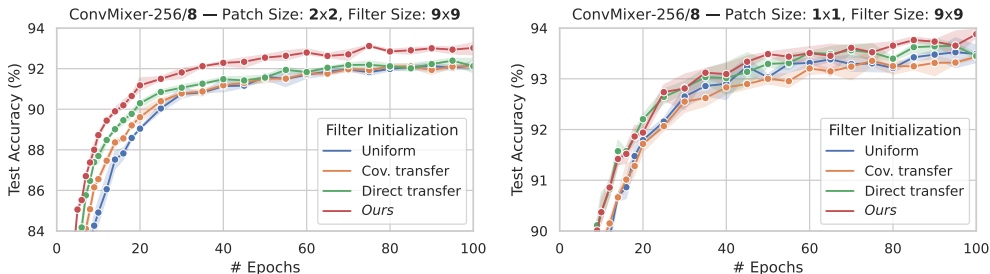 ConvMixer-256/8 — Patch Size: 2x2, Filter Size: 9x9
94
92
90
88
86
84
Test Accuracy (%)
Filter Initialization
Uniform
Cov. transfer
Direct transfer
Ours
0
20
40
60
80
100
# Epochs
ConvMixer-256/8 — Patch Size: 1x1, Filter Size: 9x9
94
93
92
91
90
Test Accuracy (%)
Filter Initialization
Uniform
Cov. transfer
Direct transfer
Ours
0
20
40
60
80
100
# Epochs